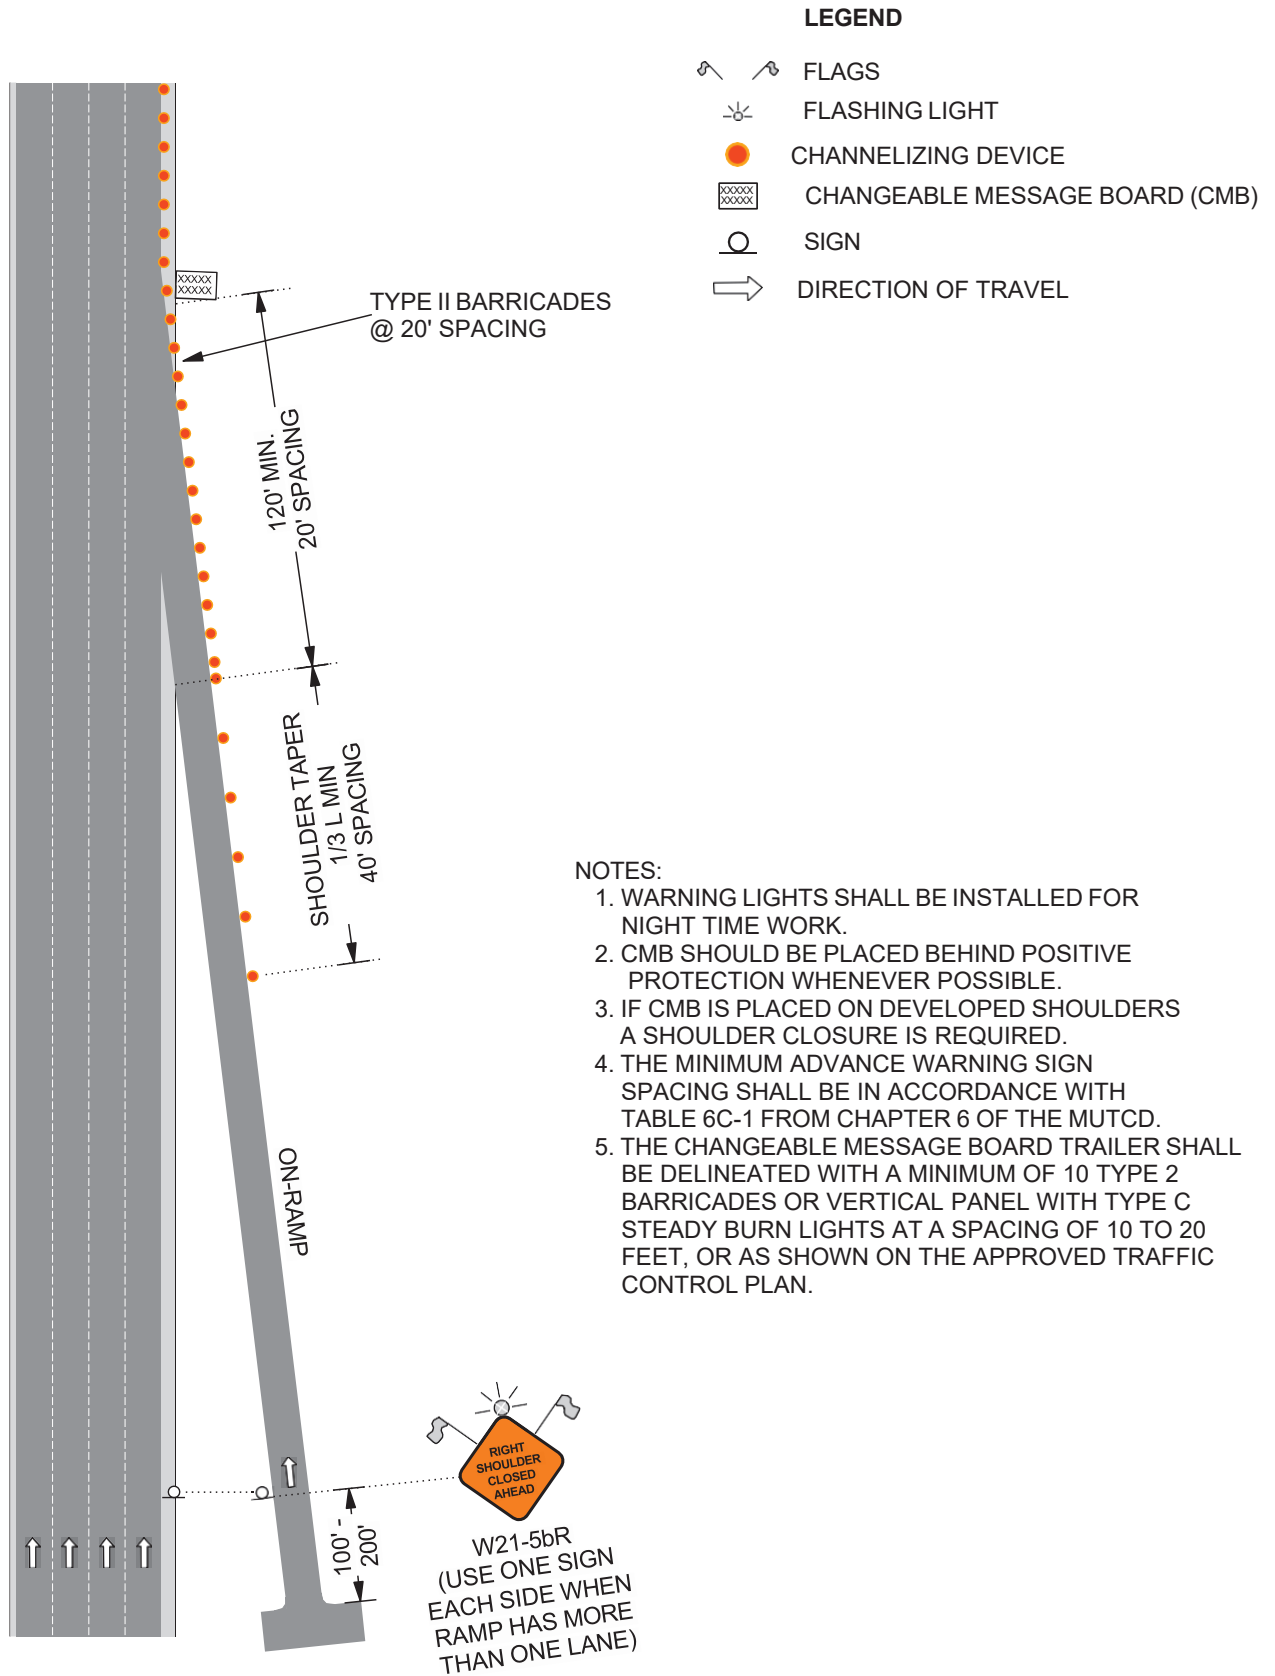 LEGEND
FLAGS
FLASHING LIGHT
CHANNELIZING DEVICE
XXXXX
XXXXX
CHANGEABLE MESSAGE BOARD (CMB)
SIGN
DIRECTION OF TRAVEL
XXXXX
XXXXX
TYPE II BARRICADES
@ 20' SPACING
120' MIN.
20' SPACING
SHOULDER TAPER
1/3 L MIN
40' SPACING
NOTES:
1. WARNING LIGHTS SHALL BE INSTALLED FOR
NIGHT TIME WORK.
2. CMB SHOULD BE PLACED BEHIND POSITIVE
PROTECTION WHENEVER POSSIBLE.
3. IF CMB IS PLACED ON DEVELOPED SHOULDERS
A SHOULDER CLOSURE IS REQUIRED.
4. THE MINIMUM ADVANCE WARNING SIGN
SPACING SHALL BE IN ACCORDANCE WITH
TABLE 6C-1 FROM CHAPTER 6 OF THE MUTCD.
5. THE CHANGEABLE MESSAGE BOARD TRAILER SHALL
BE DELINEATED WITH A MINIMUM OF 10 TYPE 2
BARRICADES OR VERTICAL PANEL WITH TYPE C
STEADY BURN LIGHTS AT A SPACING OF 10 TO 20
FEET, OR AS SHOWN ON THE APPROVED TRAFFIC
CONTROL PLAN.
ON-RAMP
RIGHT
SHOULDER
CLOSED
AHEAD
100' -
200'
W21-5bR
(USE ONE SIGN
EACH SIDE WHEN
RAMP HAS MORE
THAN ONE LANE)